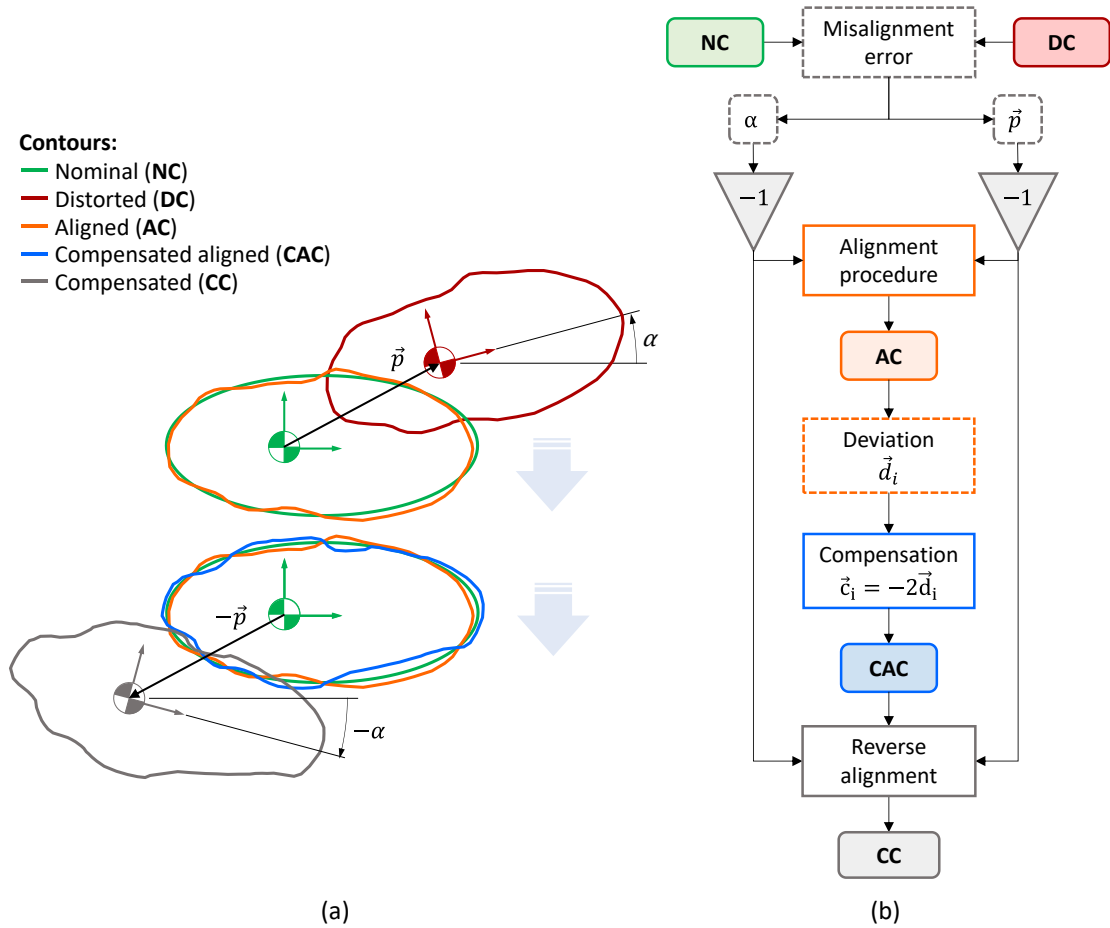 Contours:
Nominal (NC)
Distorted (DC)
Aligned (AC)
Compensated aligned (CAC)
Compensated (CC)
α
p⃗
−p⃗
−α
(a)
NC
Misalignment
error
DC
α
p⃗
−1
−1
Alignment
procedure
AC
Deviation
d⃗ᵢ
Compensation
c⃗ᵢ = −2d⃗ᵢ
CAC
Reverse
alignment
CC
(b)